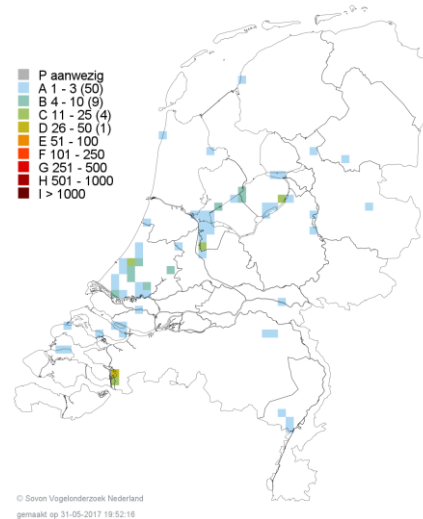 P aanwezig
A 1 - 3 (50)
B 4 - 10 (9)
C 11 - 25 (4)
D 26 - 50 (1)
E 51 - 100
F 101 - 250
G 251 - 500
H 501 - 1000
I > 1000
© Sovon Vogelonderzoek Nederland
gemaakt op 31-05-2017 19:52:16